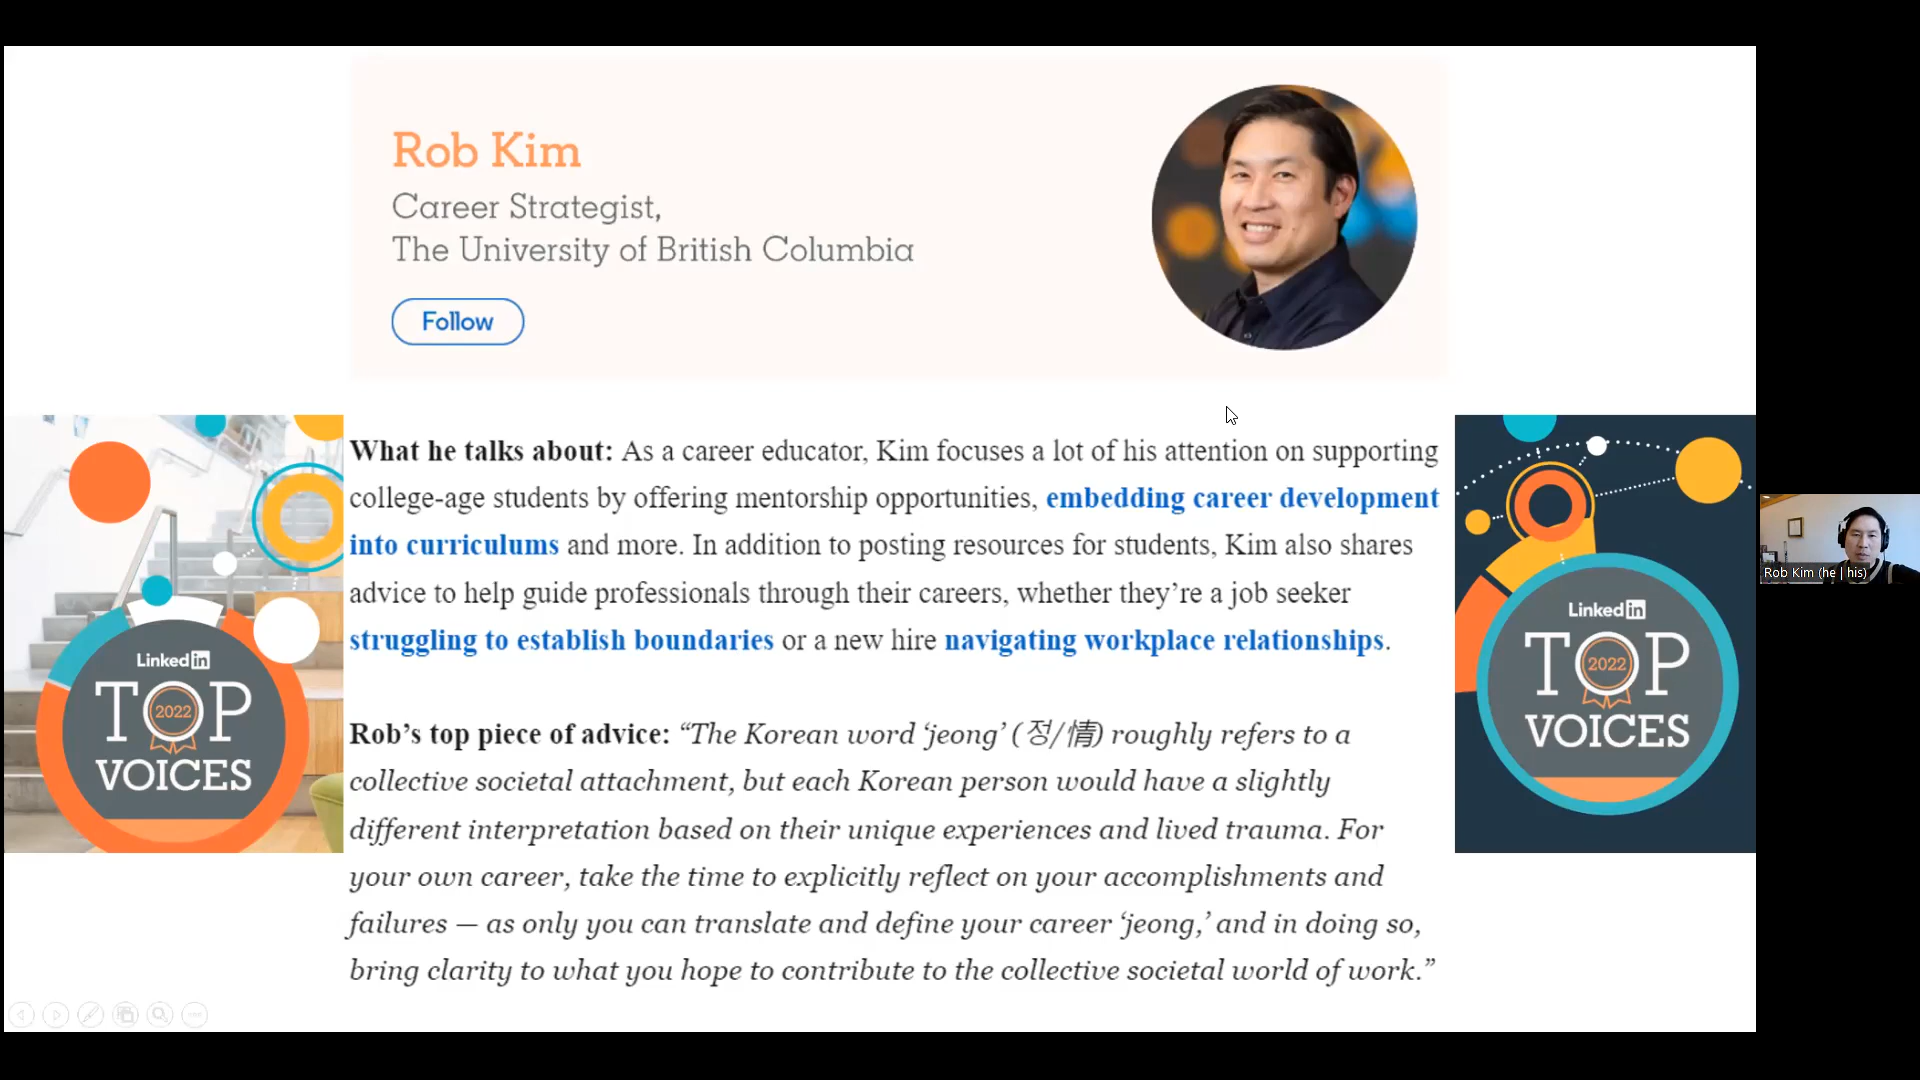 Rob Kim
Career Strategist,
The University of British Columbia
Follow
What he talks about: As a career educator, Kim focuses a lot of his attention on supporting
college-age students by offering mentorship opportunities, embedding career development
into curriculums and more. In addition to posting resources for students, Kim also shares
advice to help guide professionals through their careers, whether they’re a job seeker
struggling to establish boundaries or a new hire navigating workplace relationships.
Rob’s top piece of advice: “The Korean word ‘jeong’ (정/情) roughly refers to a
collective societal attachment, but each Korean person would have a slightly
different interpretation based on their unique experiences and lived trauma. For
your own career, take the time to explicitly reflect on your accomplishments and
failures — as only you can translate and define your career ‘jeong,’ and in doing so,
bring clarity to what you hope to contribute to the collective societal world of work.”
Linked in
TOP
2022
VOICES
Linked in
TOP
2022
VOICES
Rob Kim (he | his)